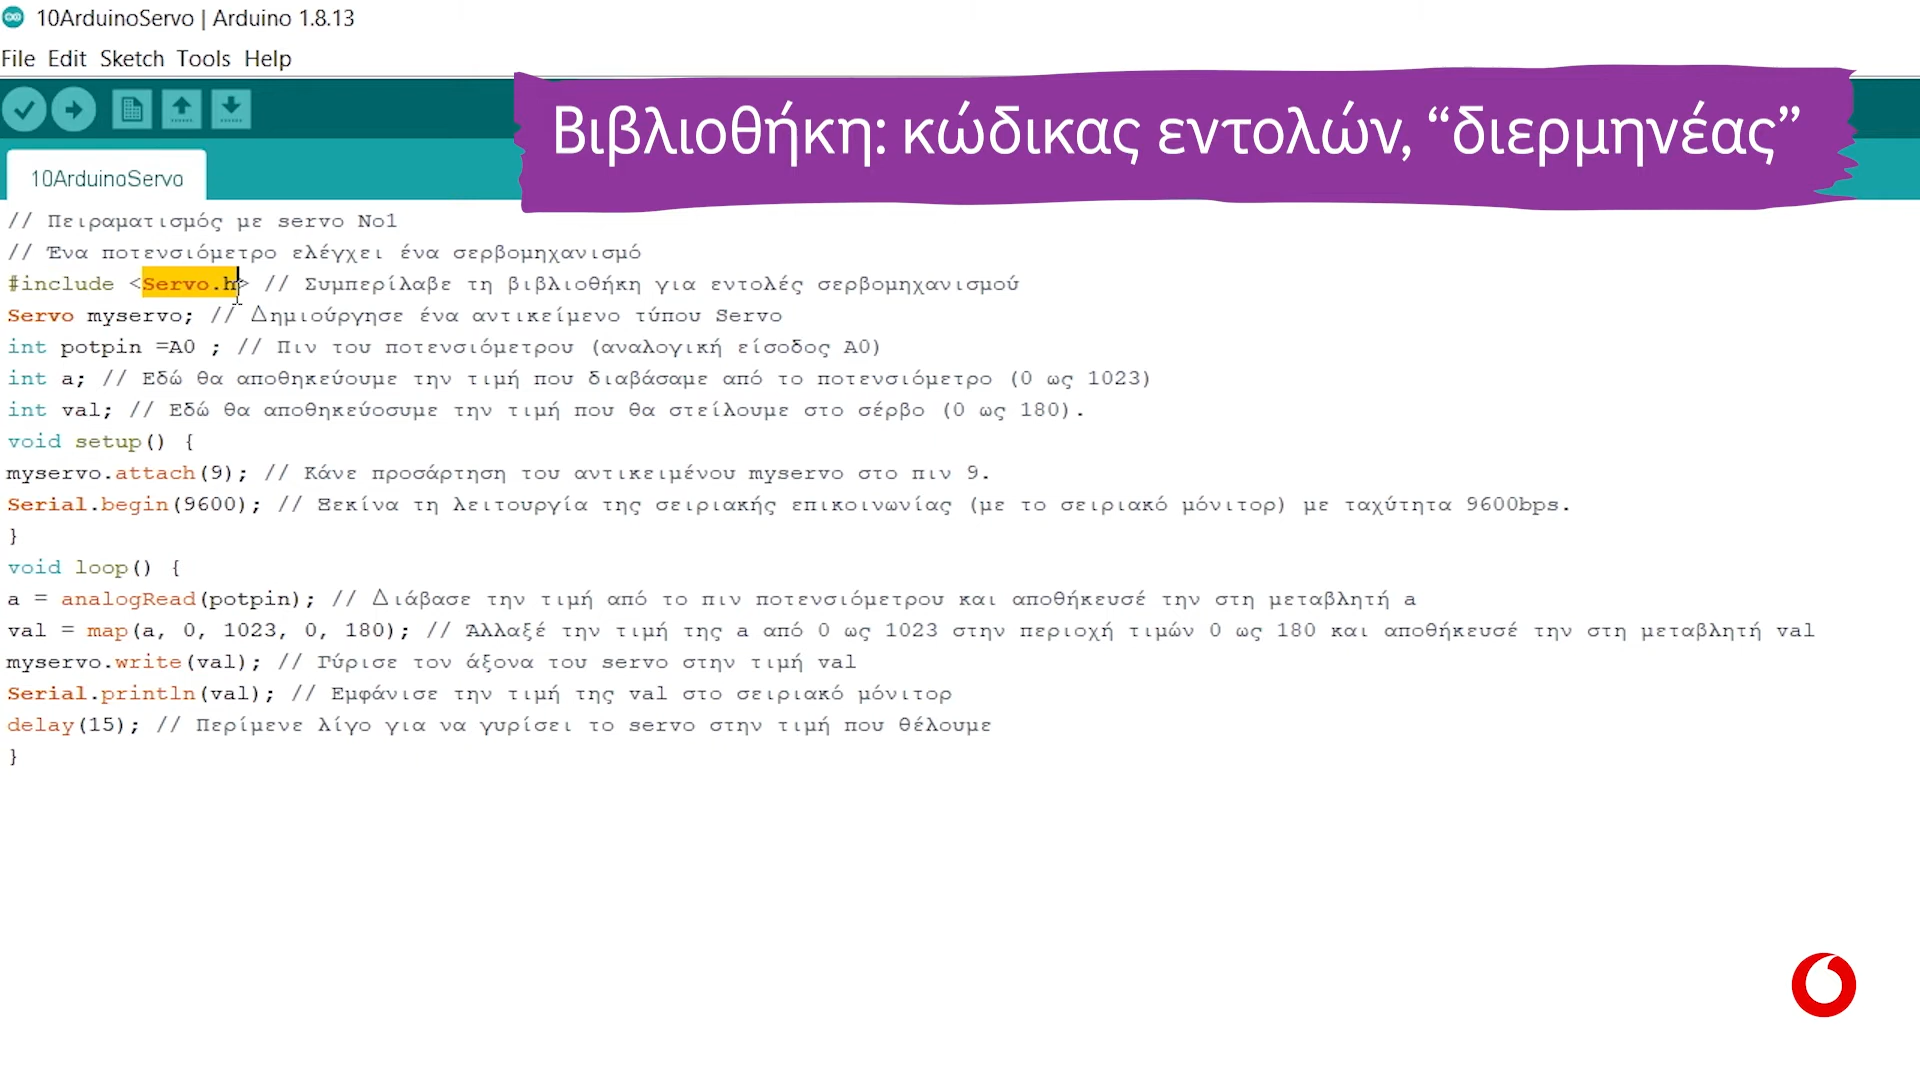 10ArduinoServo | Arduino 1.8.13
File Edit Sketch Tools Help
Βιβλιοθήκη: κώδικας εντολών, “διερμηνέας”
10ArduinoServo
// Πειραματισμός με servo No1
// Ένα ποτενσιόμετρο ελέγχει ένα σερβομηχανισμό
#include <Servo.h> // Συμπερίλαβε τη βιβλιοθήκη για εντολές σερβομηχανισμού
Servo myservo; // Δημιούργησε ένα αντικείμενο τύπου Servo
int potpin =A0 ; // Πιν του ποτενσιόμετρου (αναλογική είσοδος A0)
int a; // Εδώ θα αποθηκεύουμε την τιμή που διαβάσαμε από το ποτενσιόμετρο (0 ως 1023)
int val; // Εδώ θα αποθηκεύοσυμε την τιμή που θα στείλουμε στο σέρβο (0 ως 180).
void setup() {
myservo.attach(9); // Κάνε προσάρτηση του αντικειμένου myservo στο πιν 9.
Serial.begin(9600); // Ξεκίνα τη λειτουργία της σειριακής επικοινωνίας (με το σειριακό μόνιτορ) με ταχύτητα 9600bps.
}
void loop() {
a = analogRead(potpin); // Διάβασε την τιμή από το πιν ποτενσιόμετρου και αποθήκευσέ την στη μεταβλητή a
val = map(a, 0, 1023, 0, 180); // Άλλαξέ την τιμή της a από 0 ως 1023 στην περιοχή τιμών 0 ως 180 και αποθήκευσέ την στη μεταβλητή val
myservo.write(val); // Γύρισε τον άξονα του servo στην τιμή val
Serial.println(val); // Εμφάνισε την τιμή της val στο σειριακό μόνιτορ
delay(15); // Περίμενε λίγο για να γυρίσει το servo στην τιμή που θέλουμε
}